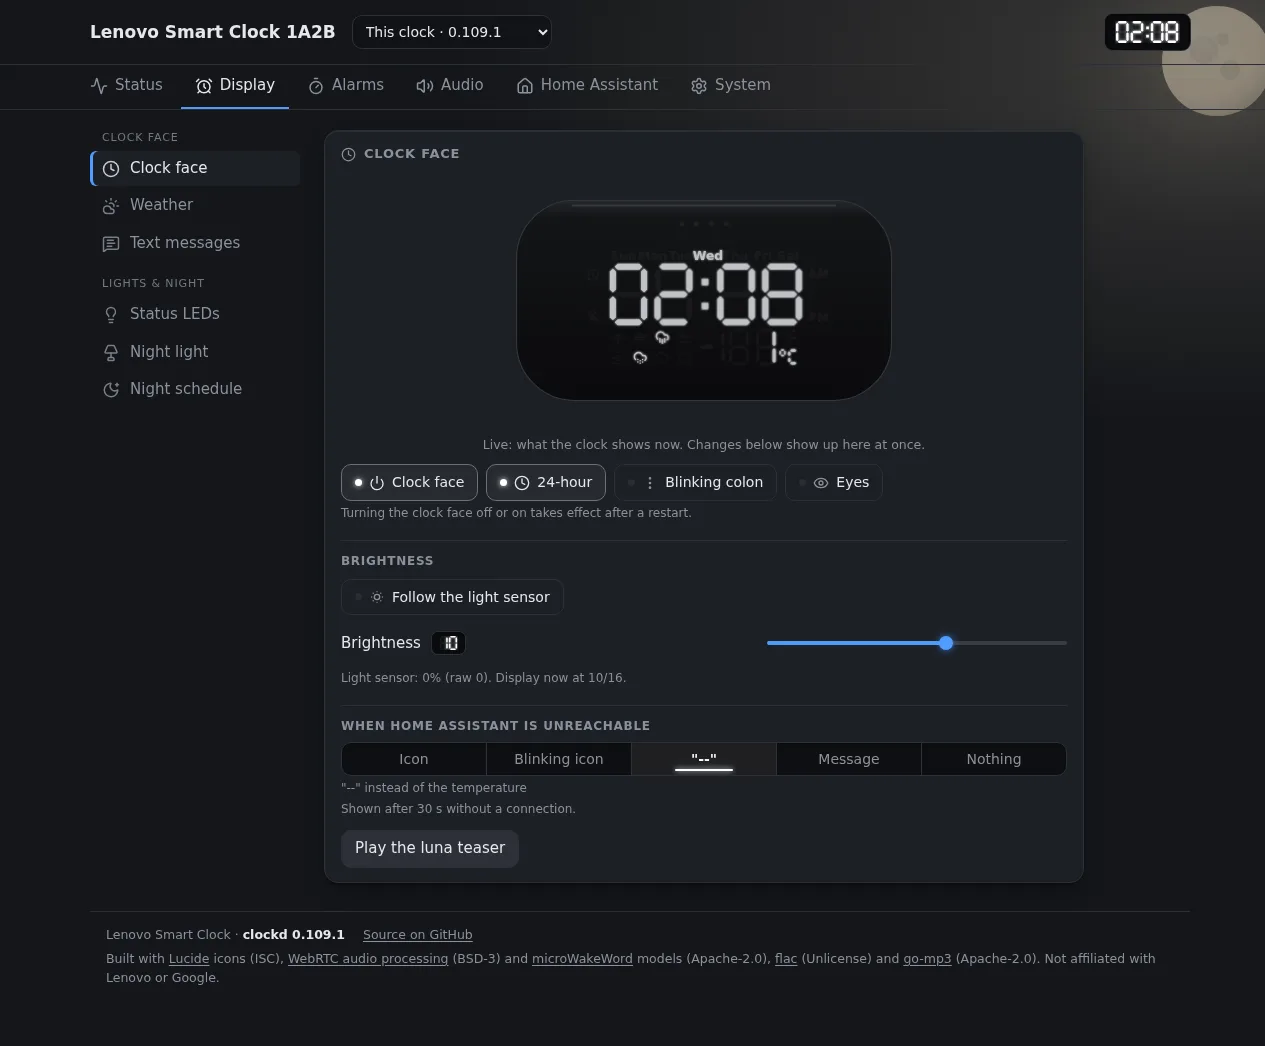 Lenovo Smart Clock 1A2B
This clock · 0.109.1
02:08
Status
Display
Alarms
Audio
Home Assistant
System
CLOCK FACE
Clock face
Weather
Text messages
LIGHTS & NIGHT
Status LEDs
Night light
Night schedule
CLOCK FACE
Wed
02:08
1°C
Live: what the clock shows now. Changes below show up here at once.
Clock face
24-hour
Blinking colon
Eyes
Turning the clock face off or on takes effect after a restart.
BRIGHTNESS
Follow the light sensor
Brightness 10
Light sensor: 0% (raw 0). Display now at 10/16.
WHEN HOME ASSISTANT IS UNREACHABLE
Icon
Blinking icon
"--"
Message
Nothing
"--" instead of the temperature
Shown after 30 s without a connection.
Play the luna teaser
Lenovo Smart Clock · clockd 0.109.1 Source on GitHub
Built with Lucide icons (ISC), WebRTC audio processing (BSD-3) and microWakeWord models (Apache-2.0), flac (Unlicense) and go-mp3 (Apache-2.0). Not affiliated with
Lenovo or Google.